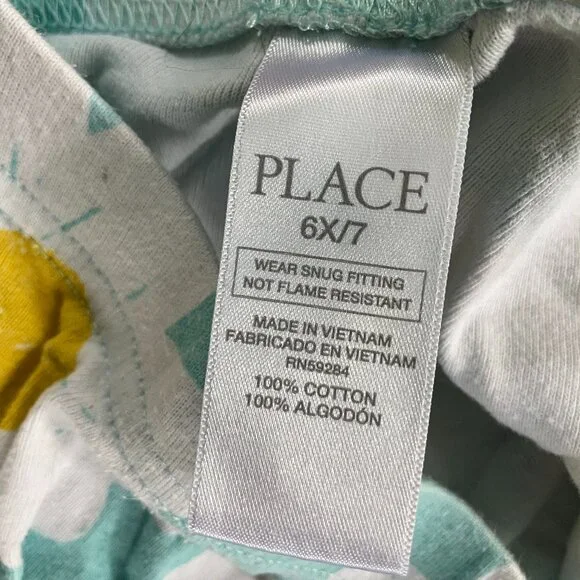 PLACE
6X/7
WEAR SNUG FITTING
NOT FLAME RESISTANT
MADE IN VIETNAM
FABRICADO EN VIETNAM
RN59284
100% COTTON
100% ALGODÓN